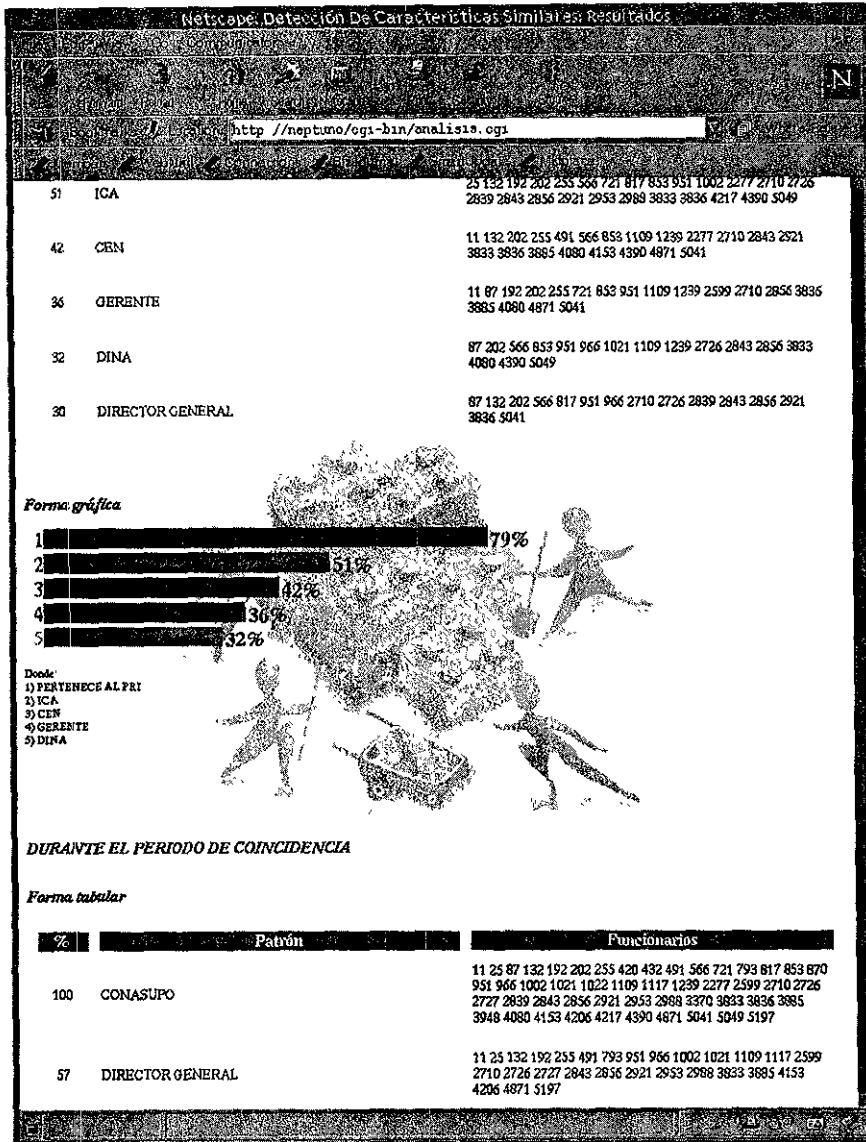 Netscape: Detección De Características Similares: Resultados
N
http //neptuno/cgi-bin/analisis.cgi
51 ICA 25 132 192 202 255 566 721 817 853 951 1002 2277 2710 2726
2839 2843 2856 2921 2953 2988 3833 3836 4217 4390 5049
42 CEN 11 132 202 255 491 566 853 1109 1239 2277 2710 2843 2921
3833 3836 3885 4080 4153 4390 4871 5041
36 GERENTE 11 87 192 202 255 721 853 951 1109 1239 2599 2710 2856 3836
3885 4080 4871 5041
32 DINA 87 202 566 853 951 966 1021 1109 1239 2726 2843 2856 3833
4080 4390 5049
30 DIRECTOR GENERAL 87 132 202 566 817 951 966 2710 2726 2839 2843 2856 2921
3836 5041
Forma gráfica
1 79%
2 51%
3 42%
4 36%
5 32%
Donde:
1) PERTENECE AL PRI
2) ICA
3) CEN
4) GERENTE
5) DINA
DURANTE EL PERIODO DE COINCIDENCIA
Forma tabular
% Patrón Funcionarios
11 25 87 132 192 202 255 420 432 491 566 721 793 817 853 870
100 CONASUPO 951 966 1002 1021 1022 1109 1117 1239 2277 2599 2710 2726
2727 2839 2843 2856 2921 2953 2988 3370 3833 3836 3885
3948 4080 4153 4206 4217 4390 4871 5041 5049 5197
11 25 132 192 255 491 793 951 966 1002 1021 1109 1117 2599
57 DIRECTOR GENERAL 2710 2726 2727 2843 2856 2921 2953 2988 3833 3885 4153
4206 4871 5197